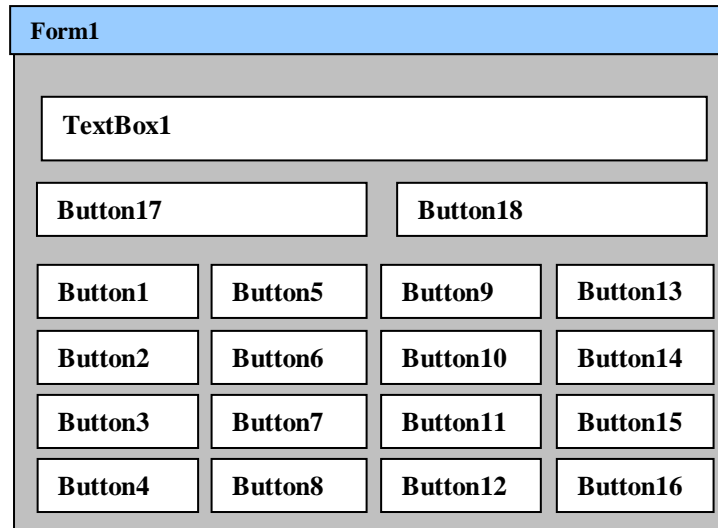 Form1
TextBox1
Button17 Button18
Button1 Button5 Button9 Button13
Button2 Button6 Button10 Button14
Button3 Button7 Button11 Button15
Button4 Button8 Button12 Button16